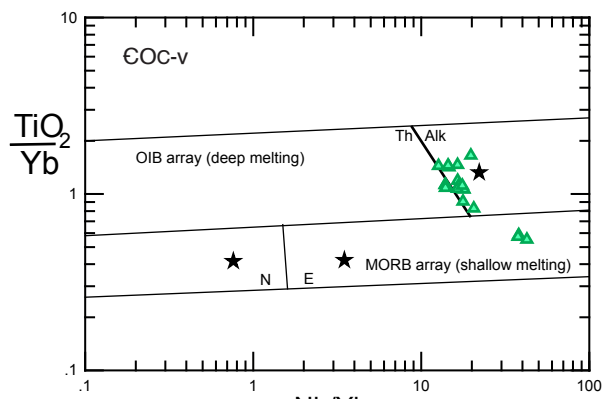 10
ЄOC-v
TiO2
Yb
Th Alk
OIB array (deep melting)
1
N E
MORB array (shallow melting)
.1
.1 1 10 100